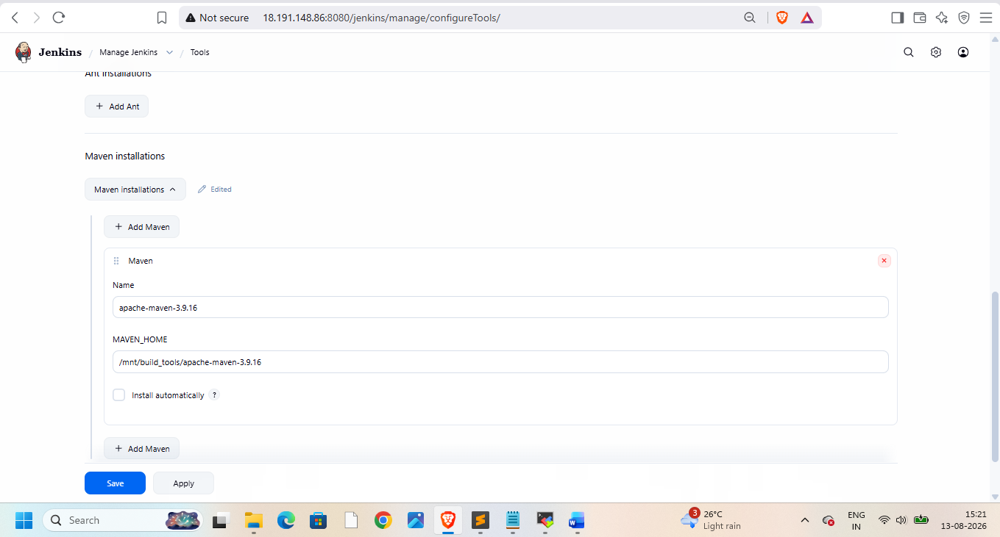 Not secure 18.191.148.86:8080/jenkins/manage/configureTools/
Jenkins / Manage Jenkins / Tools
Ant installations
+ Add Ant
Maven installations
Maven installations Edited
+ Add Maven
Maven
Name
apache-maven-3.9.16
MAVEN_HOME
/mnt/build_tools/apache-maven-3.9.16
Install automatically ?
+ Add Maven
Save Apply
Search
3
26°C
Light rain
ENG
IN
15:21
13-08-2026